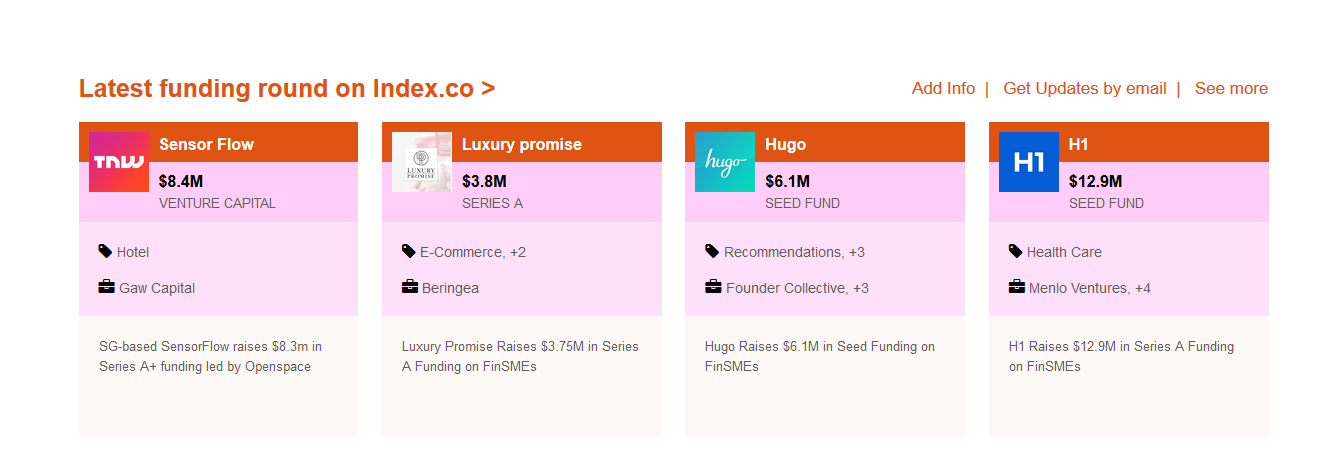 Latest funding round on Index.co >
Add Info | Get Updates by email | See more
TNW
Sensor Flow
$8.4M
VENTURE CAPITAL
Hotel
Gaw Capital
SG-based SensorFlow raises $8.3m in
Series A+ funding led by Openspace
LUXURY
PROMISE
Luxury promise
$3.8M
SERIES A
E-Commerce, +2
Beringea
Luxury Promise Raises $3.75M in Series
A Funding on FinSMEs
hugo
Hugo
$6.1M
SEED FUND
Recommendations, +3
Founder Collective, +3
Hugo Raises $6.1M in Seed Funding on
FinSMEs
H1
H1
$12.9M
SEED FUND
Health Care
Menlo Ventures, +4
H1 Raises $12.9M in Series A Funding
on FinSMEs